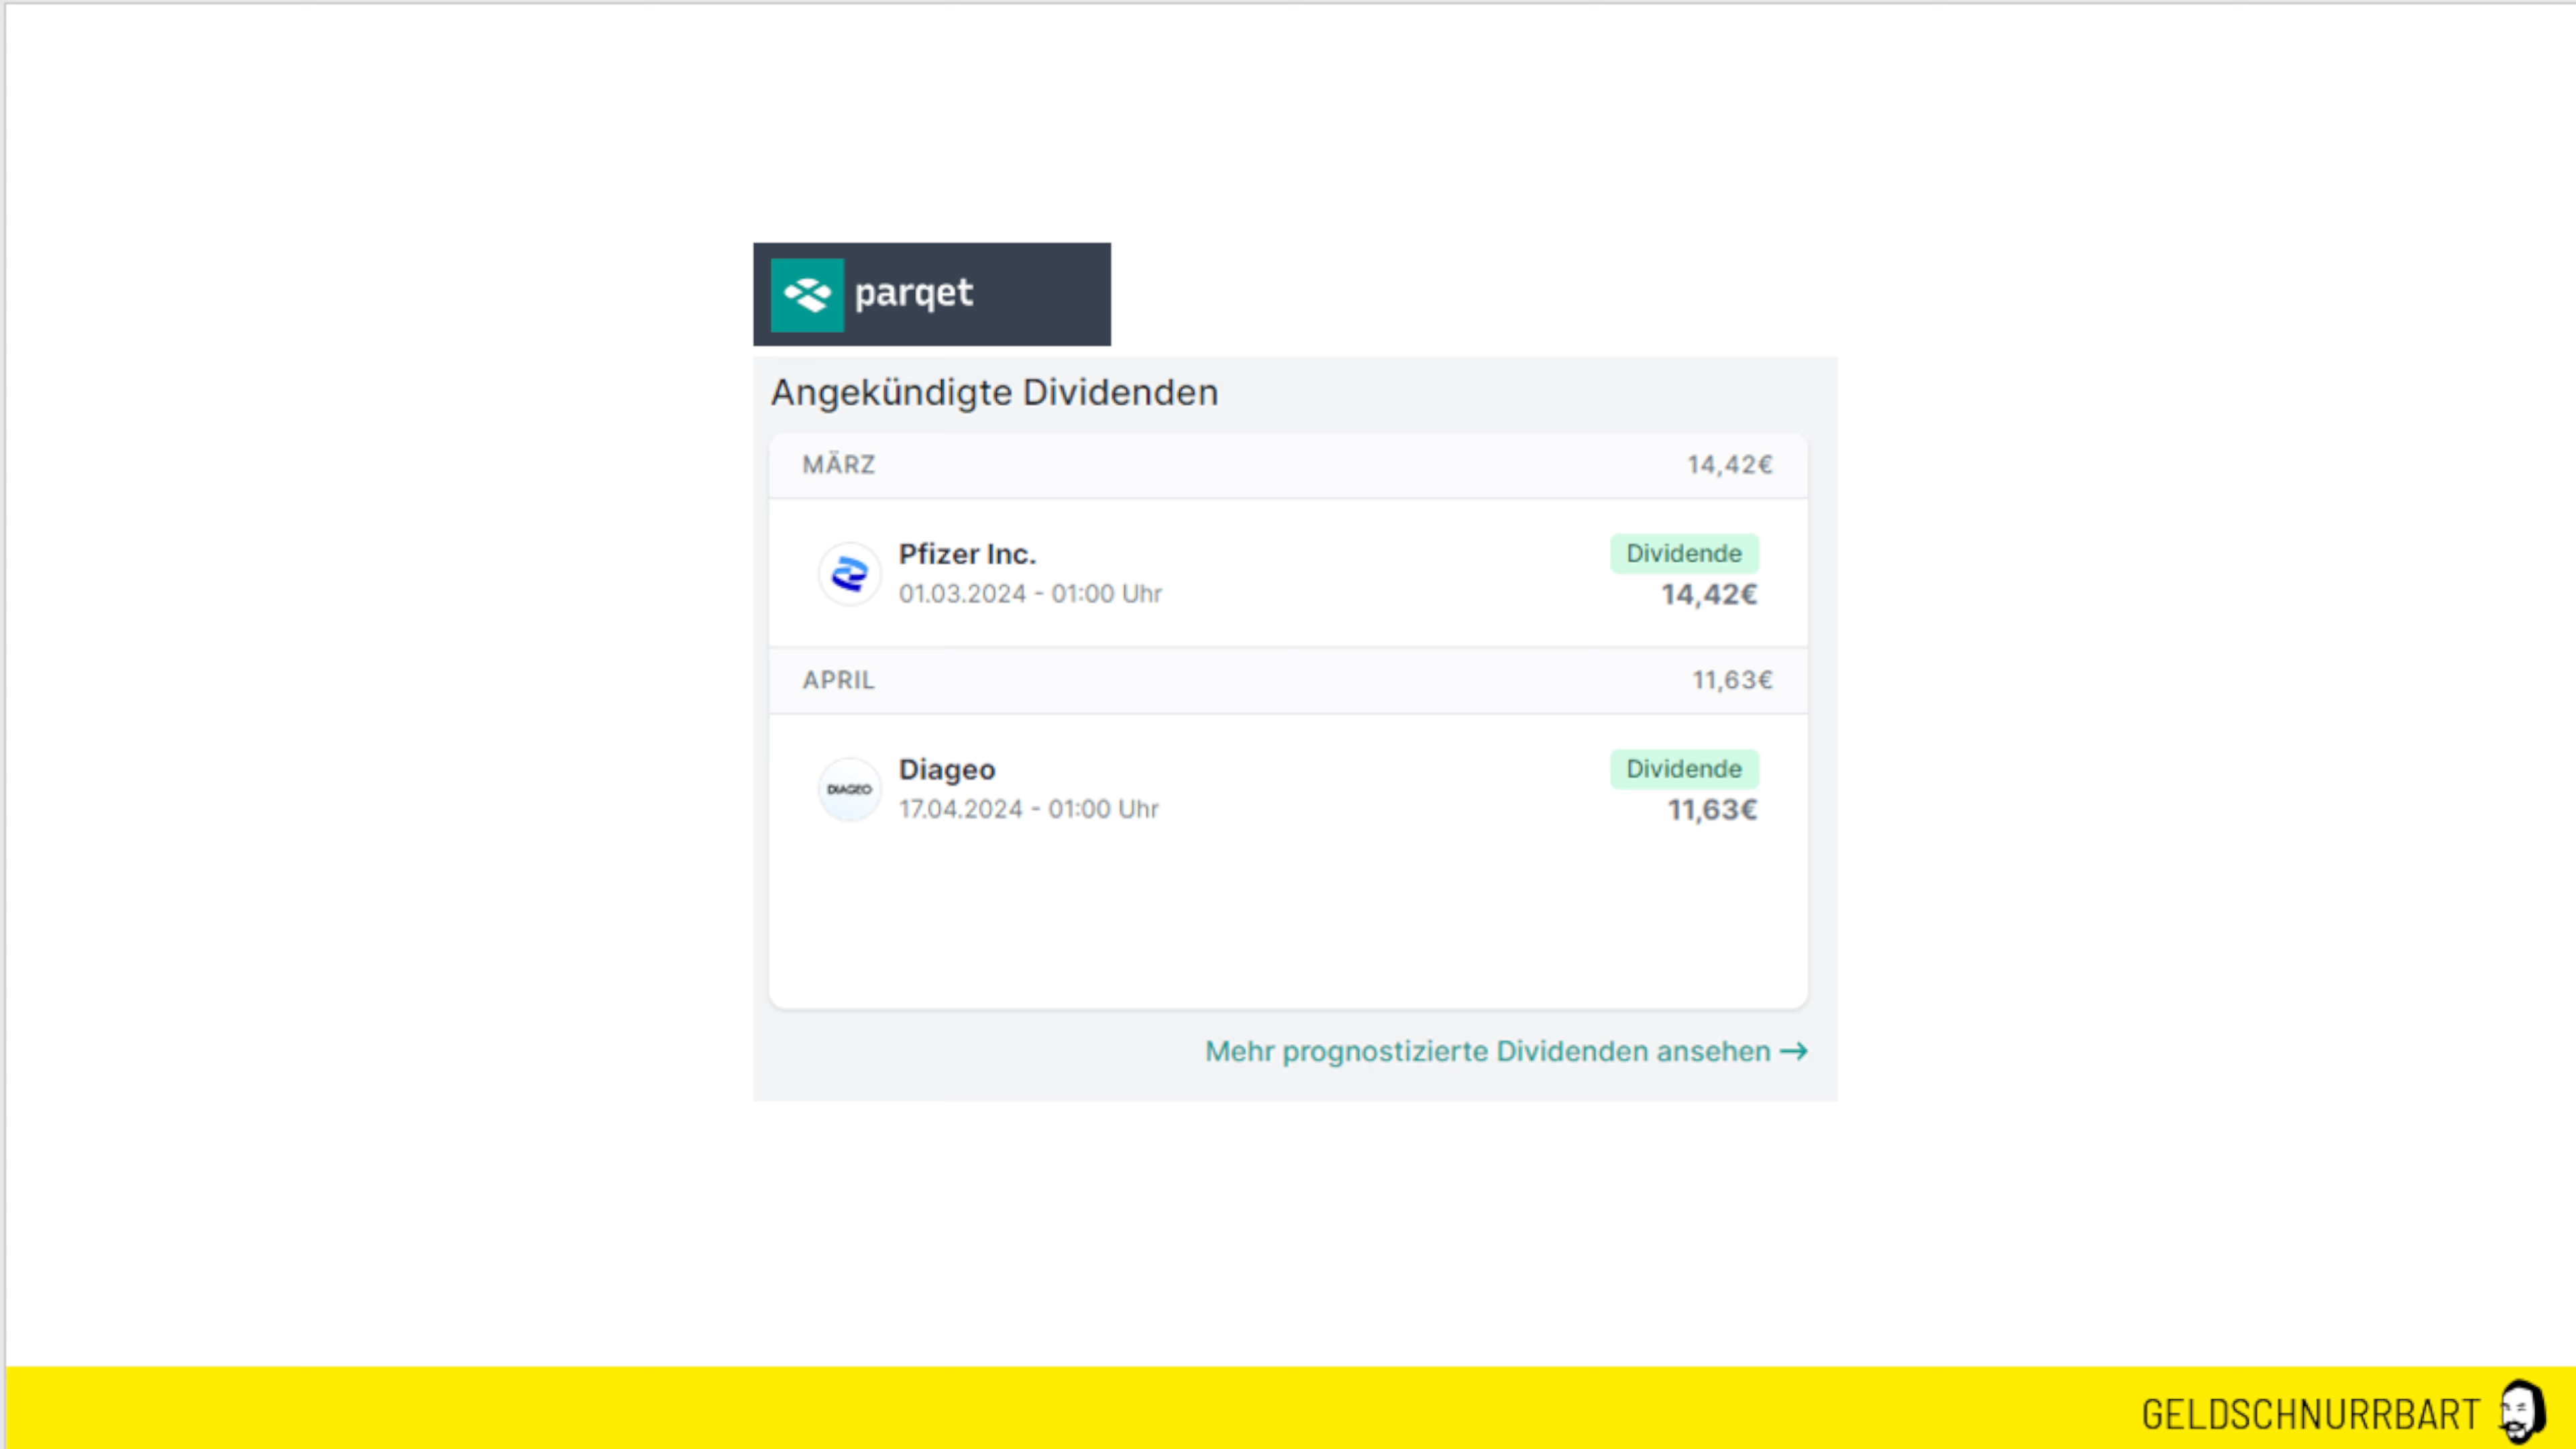 parqet
Angekündigte Dividenden
MÄRZ 14,42€
Pfizer Inc. Dividende
01.03.2024 - 01:00 Uhr 14,42€
APRIL 11,63€
DIAGEO
Diageo Dividende
17.04.2024 - 01:00 Uhr 11,63€
Mehr prognostizierte Dividenden ansehen →
GELDSCHNURRBART